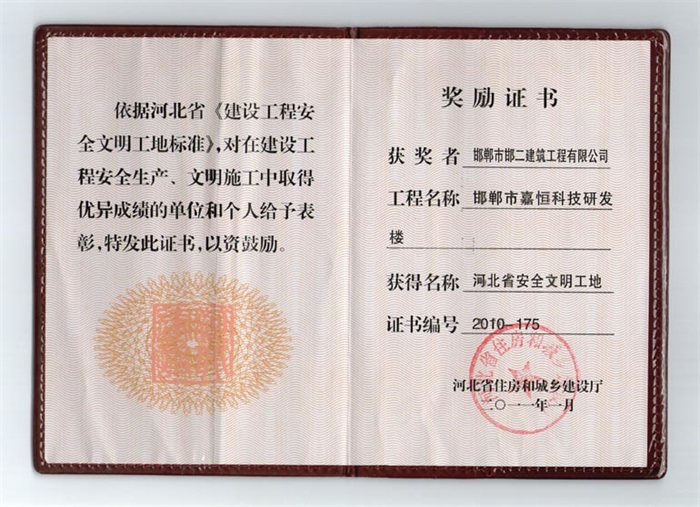 依据河北省《建设工程安
全文明工地标准》,对在建设工
程安全生产、文明施工中取得
优异成绩的单位和个人给予表
彰,特发此证书,以资鼓励。
奖励证书
获奖者 邯郸市邯二建筑工程有限公司
工程名称 邯郸市嘉恒科技研发
楼
获得名称 河北省安全文明工地
证书编号 2010-175
河北省住房和城乡建设厅
二〇一一年一月